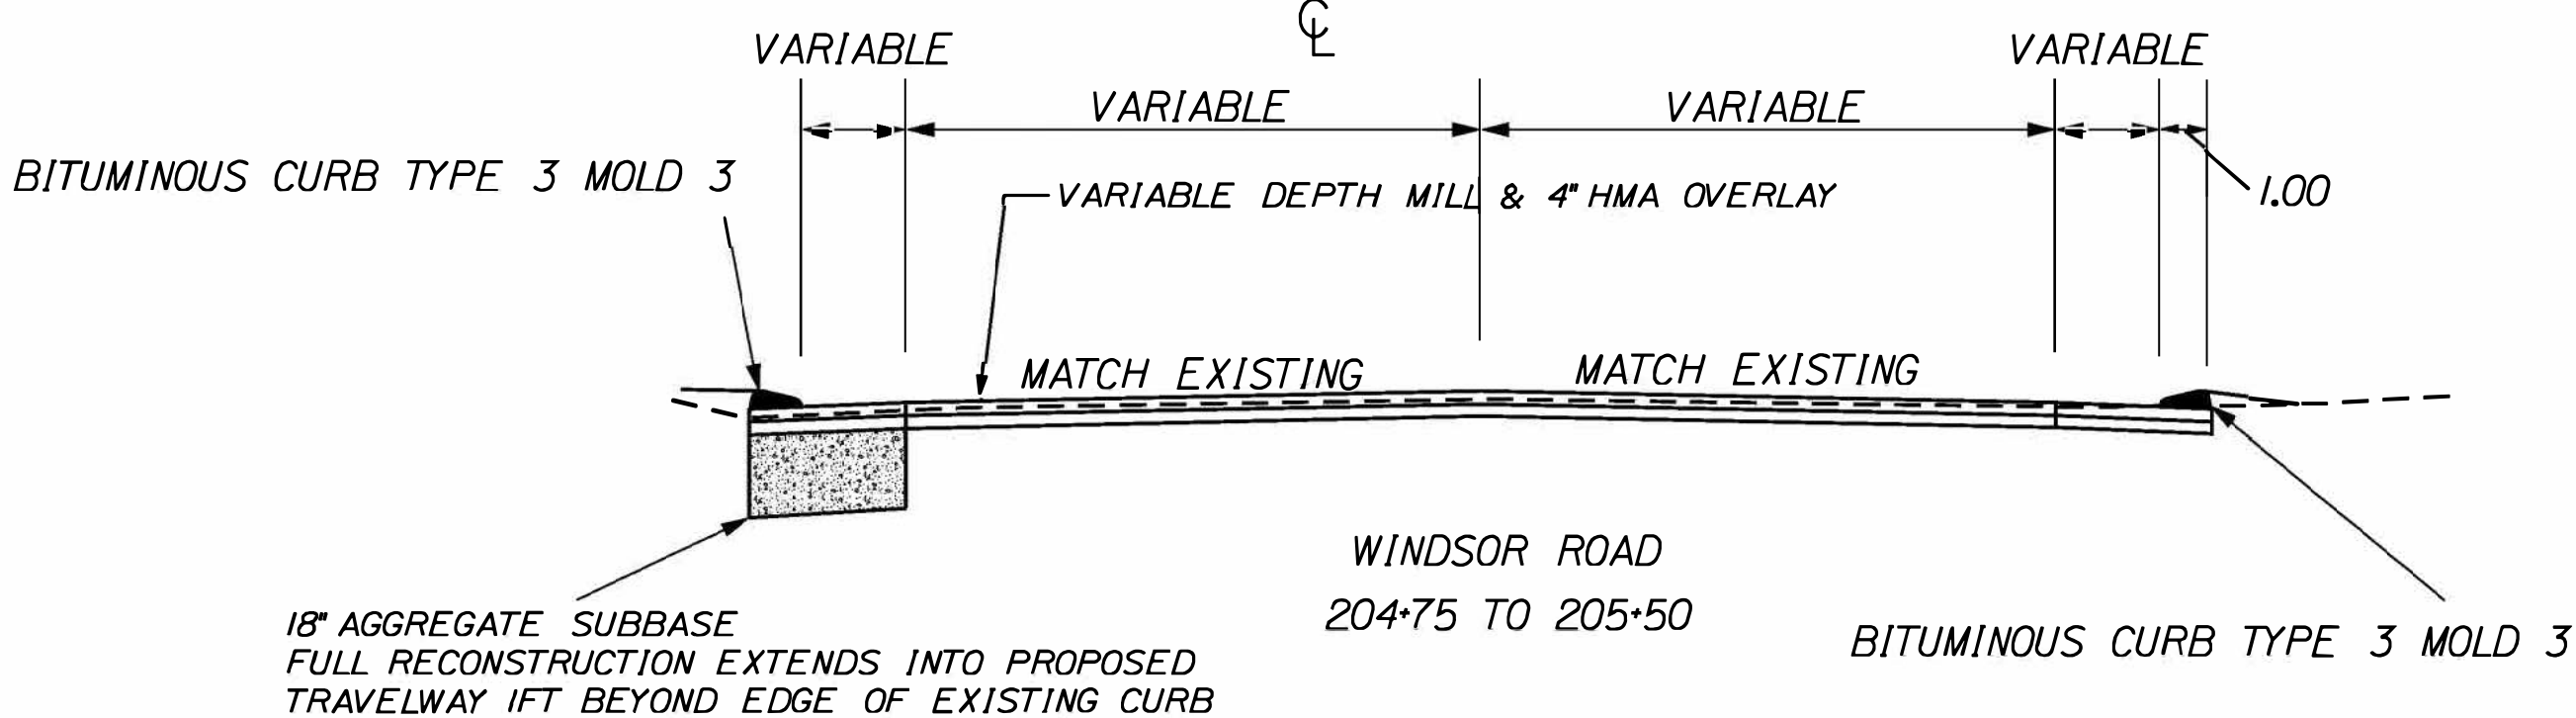 ℄
VARIABLE
VARIABLE
VARIABLE
VARIABLE
BITUMINOUS CURB TYPE 3 MOLD 3
VARIABLE DEPTH MILL & 4" HMA OVERLAY
1.00
MATCH EXISTING
MATCH EXISTING
WINDSOR ROAD
204+75 TO 205+50
18" AGGREGATE SUBBASE
FULL RECONSTRUCTION EXTENDS INTO PROPOSED
TRAVELWAY 1FT BEYOND EDGE OF EXISTING CURB
BITUMINOUS CURB TYPE 3 MOLD 3